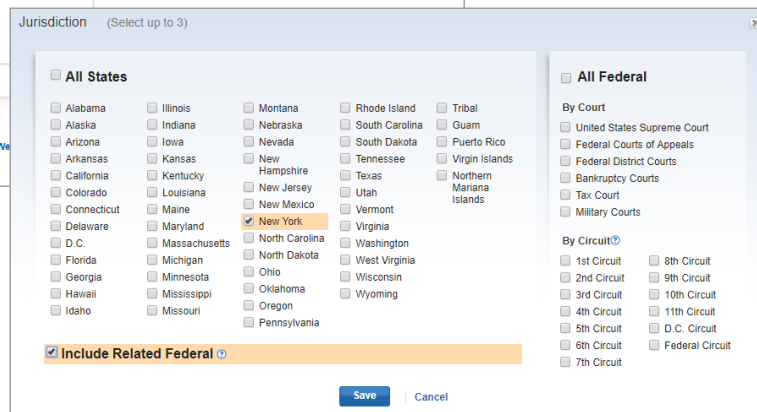 Jurisdiction (Select up to 3)
All States
Alabama
Alaska
Arizona
Arkansas
California
Colorado
Connecticut
Delaware
D.C.
Florida
Georgia
Hawaii
Idaho
Illinois
Indiana
Iowa
Kansas
Kentucky
Louisiana
Maine
Maryland
Massachusetts
Michigan
Minnesota
Mississippi
Missouri
Montana
Nebraska
Nevada
New
Hampshire
New Jersey
New Mexico
New York
North Carolina
North Dakota
Ohio
Oklahoma
Oregon
Pennsylvania
Rhode Island
South Carolina
South Dakota
Tennessee
Texas
Utah
Vermont
Virginia
Washington
West Virginia
Wisconsin
Wyoming
Tribal
Guam
Puerto Rico
Virgin Islands
Northern
Mariana
Islands
Include Related Federal ?
All Federal
By Court
United States Supreme Court
Federal Courts of Appeals
Federal District Courts
Bankruptcy Courts
Tax Court
Military Courts
By Circuit ?
1st Circuit
2nd Circuit
3rd Circuit
4th Circuit
5th Circuit
6th Circuit
7th Circuit
8th Circuit
9th Circuit
10th Circuit
11th Circuit
D.C. Circuit
Federal Circuit
Save Cancel
We